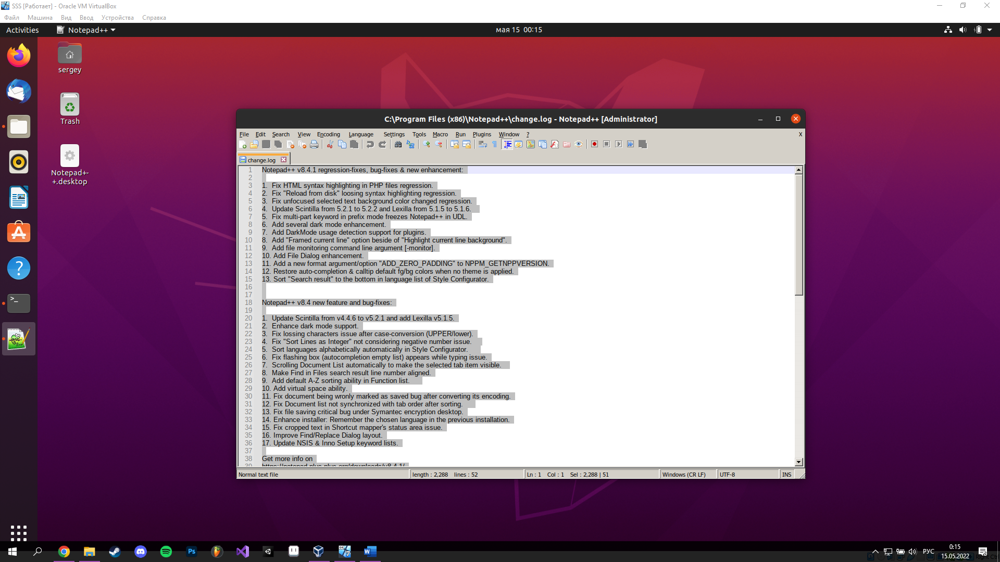 SSS [Работает] - Oracle VM VirtualBox
Файл Машина Вид Ввод Устройства Справка
Activities Notepad++ мая 15 00:15
sergey
Trash
Notepad+-
+.desktop
C:\Program Files (x86)\Notepad++\change.log - Notepad++ [Administrator]
File Edit Search View Encoding Language Settings Tools Macro Run Plugins Window ? X
change.log
1 Notepad++ v8.4.1 regression-fixes, bug-fixes & new enhancement:
2
3 1. Fix HTML syntax highlighting in PHP files regression.
4 2. Fix "Reload from disk" loosing syntax highlighting regression.
5 3. Fix unfocused selected text background color changed regression.
6 4. Update Scintilla from 5.2.1 to 5.2.2 and Lexilla from 5.1.5 to 5.1.6.
7 5. Fix multi-part keyword in prefix mode freezes Notepad++ in UDL.
8 6. Add several dark mode enhancement.
9 7. Add DarkMode usage detection support for plugins.
10 8. Add "Framed current line" option beside of "Highlight current line background".
11 9. Add file monitoring command line argument [-monitor].
12 10. Add File Dialog enhancement.
13 11. Add a new format argument/option "ADD_ZERO_PADDING" to NPPM_GETNPPVERSION.
14 12. Restore auto-completion & calltip default fg/bg colors when no theme is applied.
15 13. Sort "Search result" to the bottom in language list of Style Configurator.
16
17
18 Notepad++ v8.4 new feature and bug-fixes:
19
20 1. Update Scintilla from v4.4.6 to v5.2.1 and add Lexilla v5.1.5.
21 2. Enhance dark mode support.
22 3. Fix lossing characters issue after case-conversion (UPPER/lower).
23 4. Fix "Sort Lines as Integer" not considering negative number issue.
24 5. Sort languages alphabetically automatically in Style Configurator.
25 6. Fix flashing box (autocompletion empty list) appears while typing issue.
26 7. Scrolling Document List automatically to make the selected tab item visible.
27 8. Make Find in Files search result line number aligned.
28 9. Add default A-Z sorting ability in Function list.
29 10. Add virtual space ability.
30 11. Fix document being wronly marked as saved bug after converting its encoding.
31 12. Fix Document list not synchronized with tab order after sorting.
32 13. Fix file saving critical bug under Symantec encryption desktop.
33 14. Enhance installer: Remember the chosen language in the previous installation.
34 15. Fix cropped text in Shortcut mapper's status area issue.
35 16. Improve Find/Replace Dialog layout.
36 17. Update NSIS & Inno Setup keyword lists.
37
38 Get more info on
39 https://notepad-plus-plus.org/downloads/v8.4.1/
Normal text file length : 2,288 lines : 52 Ln : 1 Col : 1 Sel : 2,288 | 51 Windows (CR LF) UTF-8 INS
РУС
0:15
15.05.2022
Right Ctrl